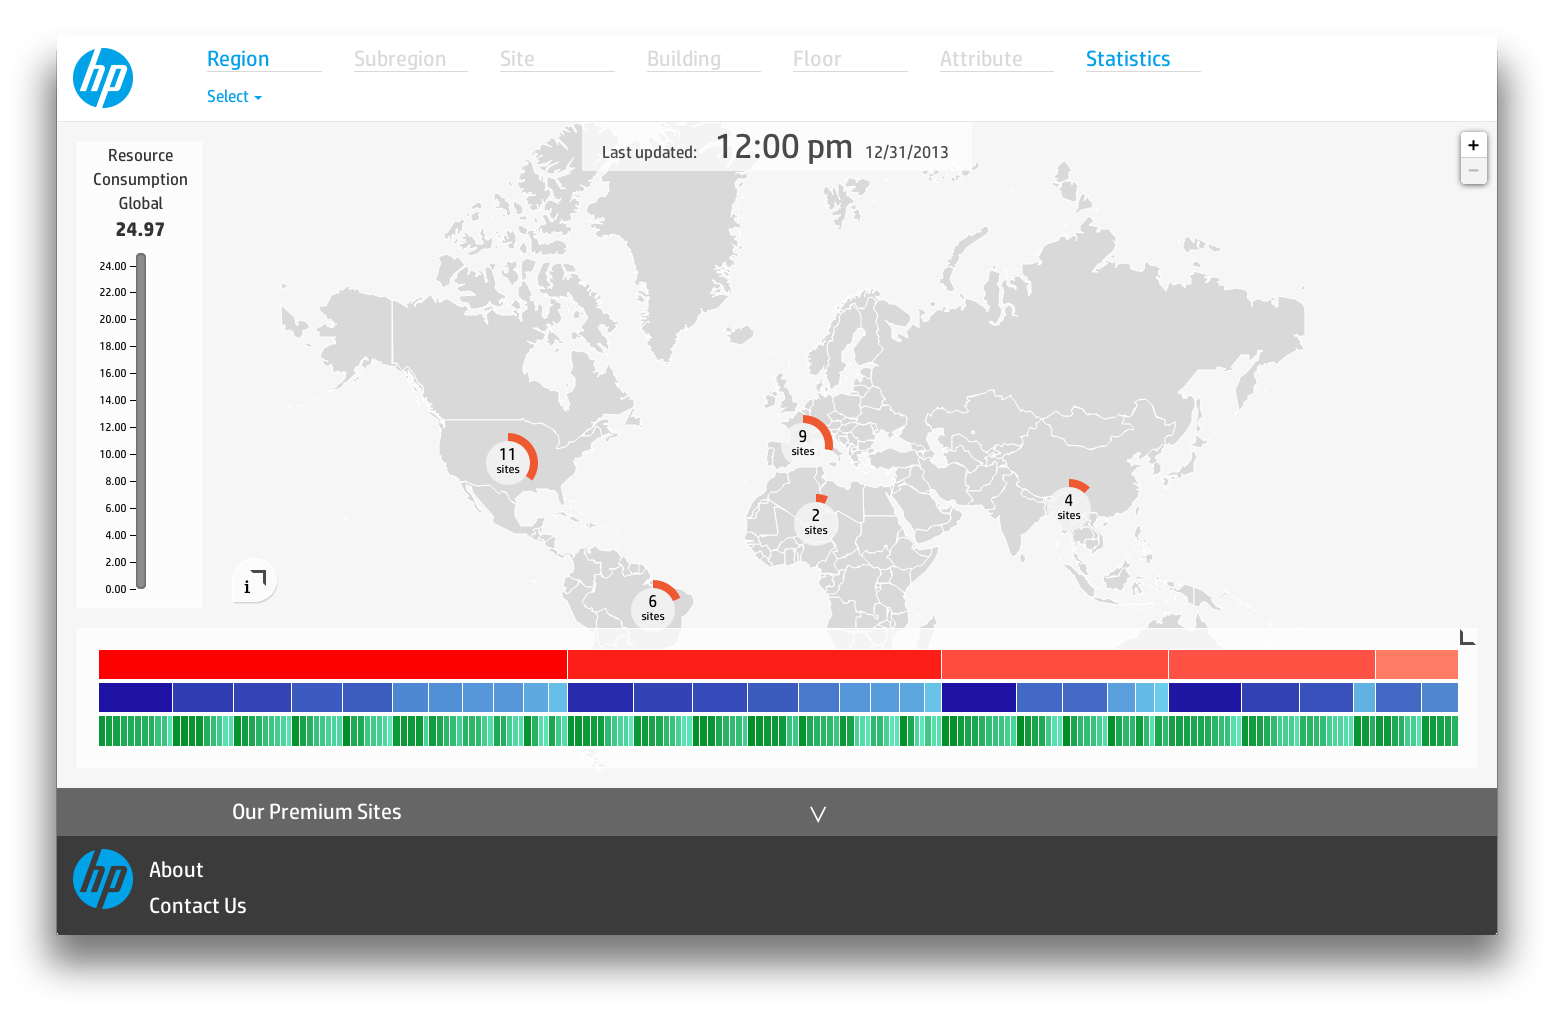 hp
Region Subregion Site Building Floor Attribute Statistics
Select
Last updated: 12:00 pm 12/31/2013
+
−
Resource
Consumption
Global
24.97
24.00
22.00
20.00
18.00
16.00
14.00
12.00
10.00
8.00
6.00
4.00
2.00
0.00
11
sites
9
sites
4
sites
2
sites
6
sites
i
Our Premium Sites
hp
About
Contact Us